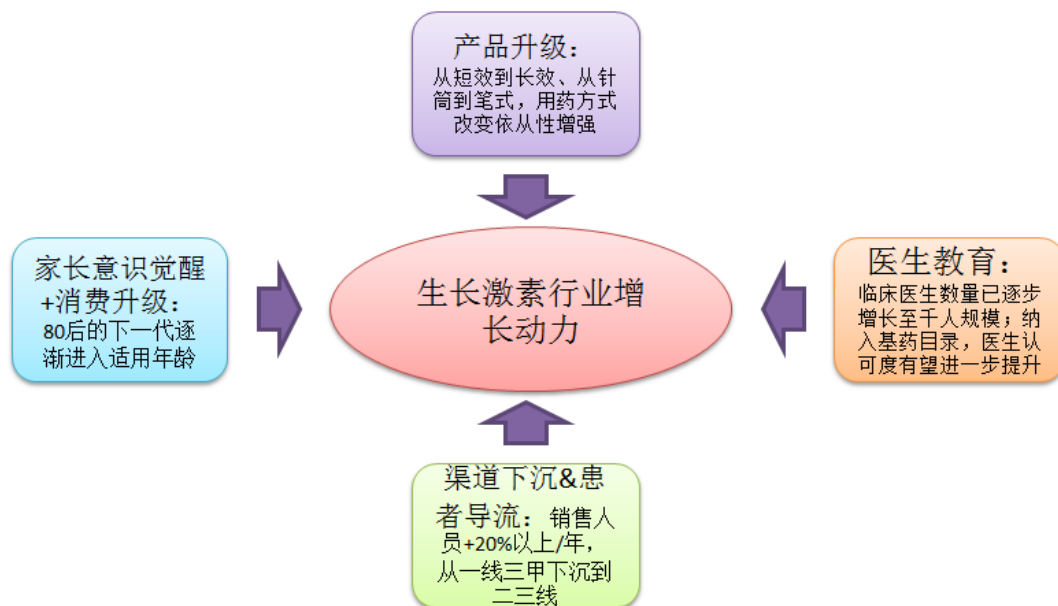 产品升级：
从短效到长效、从针
筒到笔式，用药方式
改变依从性增强
家长意识觉醒
+消费升级：
80后的下一代逐
渐进入适用年龄
生长激素行业增
长动力
医生教育：
临床医生数量已逐步
增长至千人规模；纳
入基药目录，医生认
可度有望进一步提升
渠道下沉&患
者导流：销售人
员+20%以上/年，
从一线三甲下沉到
二三线